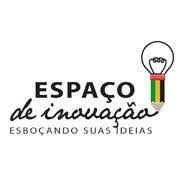 ESPAÇO
de inovação
ESBOÇANDO SUAS IDEIAS